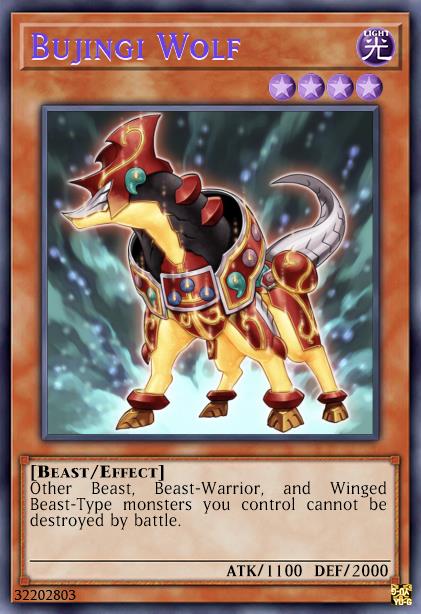 Bujingi Wolf
LIGHT
光
[Beast/Effect]
Other Beast, Beast-Warrior, and Winged
Beast-Type monsters you control cannot be
destroyed by battle.
ATK/1100 DEF/2000
32202803